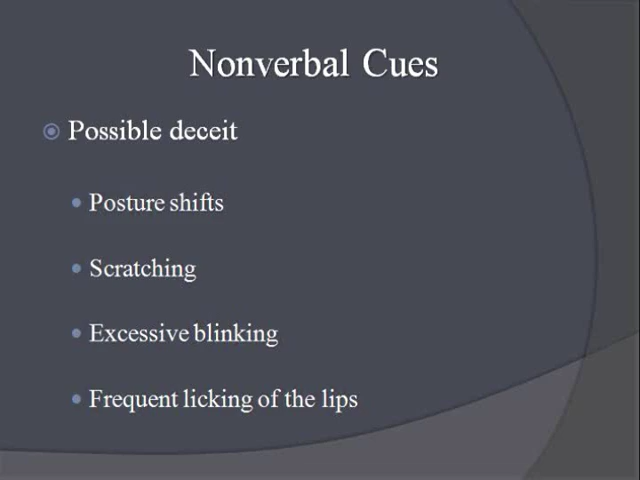 Nonverbal Cues
Possible deceit
Posture shifts
Scratching
Excessive blinking
Frequent licking of the lips